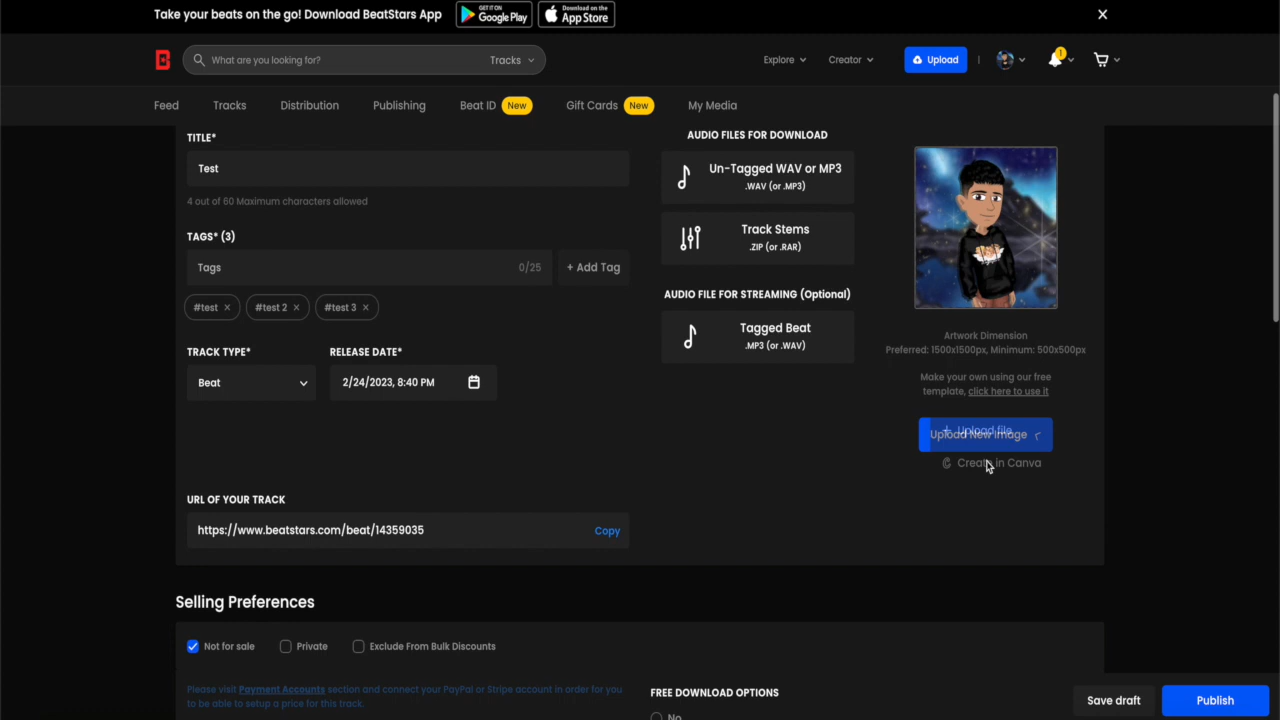 Take your beats on the go! Download BeatStars App
GET IT ON
Google Play
Download on the
App Store
What are you looking for?
Tracks
Explore
Creator
Upload
1
Feed
Tracks
Distribution
Publishing
Beat ID
New
Gift Cards
New
My Media
TITLE*
Test
4 out of 60 Maximum characters allowed
TAGS* (3)
Tags
0/25
+ Add Tag
#test
#test 2
#test 3
TRACK TYPE*
RELEASE DATE*
Beat
2/24/2023, 8:40 PM
URL OF YOUR TRACK
https://www.beatstars.com/beat/14359035
Copy
AUDIO FILES FOR DOWNLOAD
Un-Tagged WAV or MP3
.WAV (or .MP3)
Track Stems
.ZIP (or .RAR)
AUDIO FILE FOR STREAMING (Optional)
Tagged Beat
.MP3 (or .WAV)
Artwork Dimension
Preferred: 1500x1500px, Minimum: 500x500px
Make your own using our free
template, click here to use it
+ Upload file
Upload New Image
Create in Canva
Selling Preferences
Not for sale
Private
Exclude From Bulk Discounts
Please visit Payment Accounts section and connect your PayPal or Stripe account in order for you
to be able to setup a price for this track.
FREE DOWNLOAD OPTIONS
No
Save draft
Publish